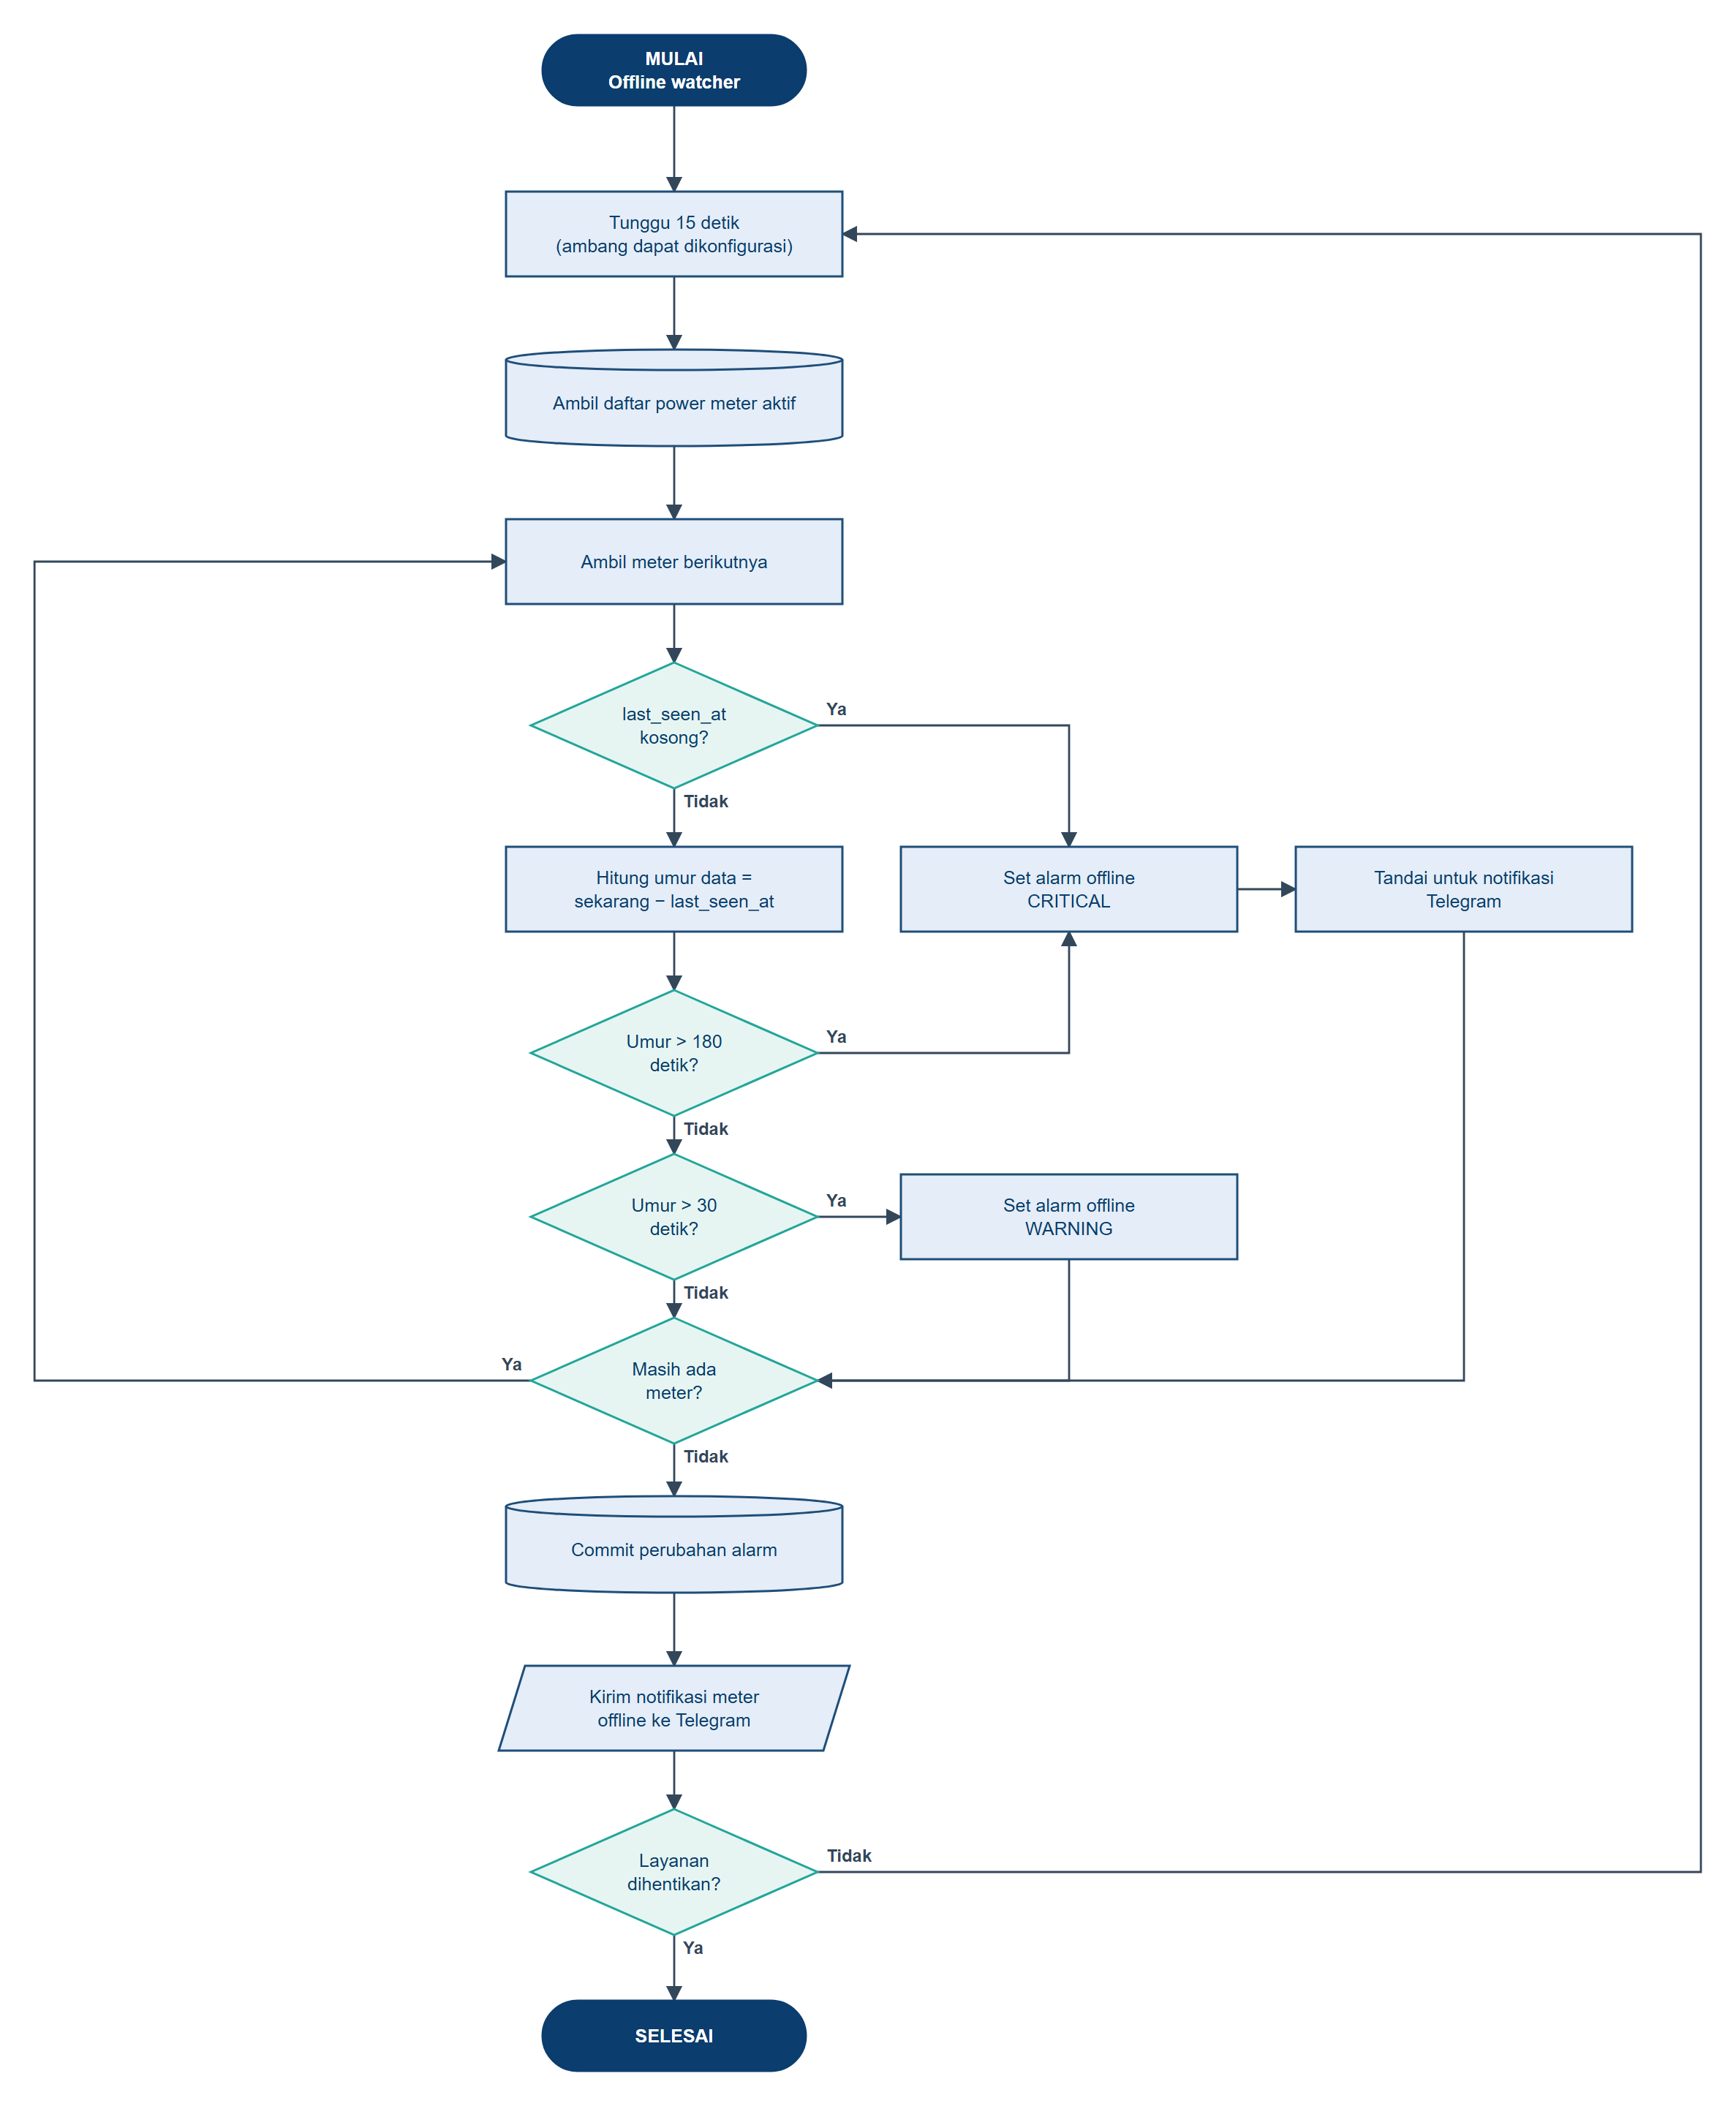 MULAI
Offline watcher
Tunggu 15 detik
(ambang dapat dikonfigurasi)
Ambil daftar power meter aktif
Ambil meter berikutnya
last_seen_at
kosong?
Ya
Tidak
Hitung umur data =
sekarang − last_seen_at
Set alarm offline
CRITICAL
Tandai untuk notifikasi
Telegram
Umur > 180
detik?
Ya
Tidak
Umur > 30
detik?
Ya
Set alarm offline
WARNING
Tidak
Masih ada
meter?
Ya
Tidak
Commit perubahan alarm
Kirim notifikasi meter
offline ke Telegram
Layanan
dihentikan?
Tidak
Ya
SELESAI